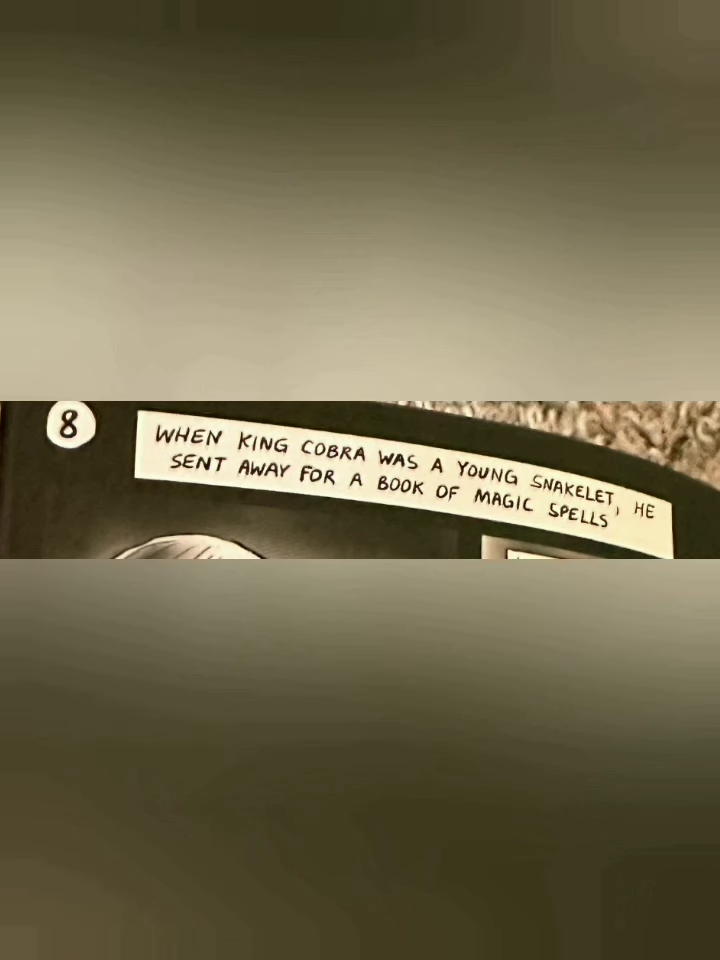 8
WHEN KING COBRA WAS A YOUNG SNAKELET, HE
SENT AWAY FOR A BOOK OF MAGIC SPELLS